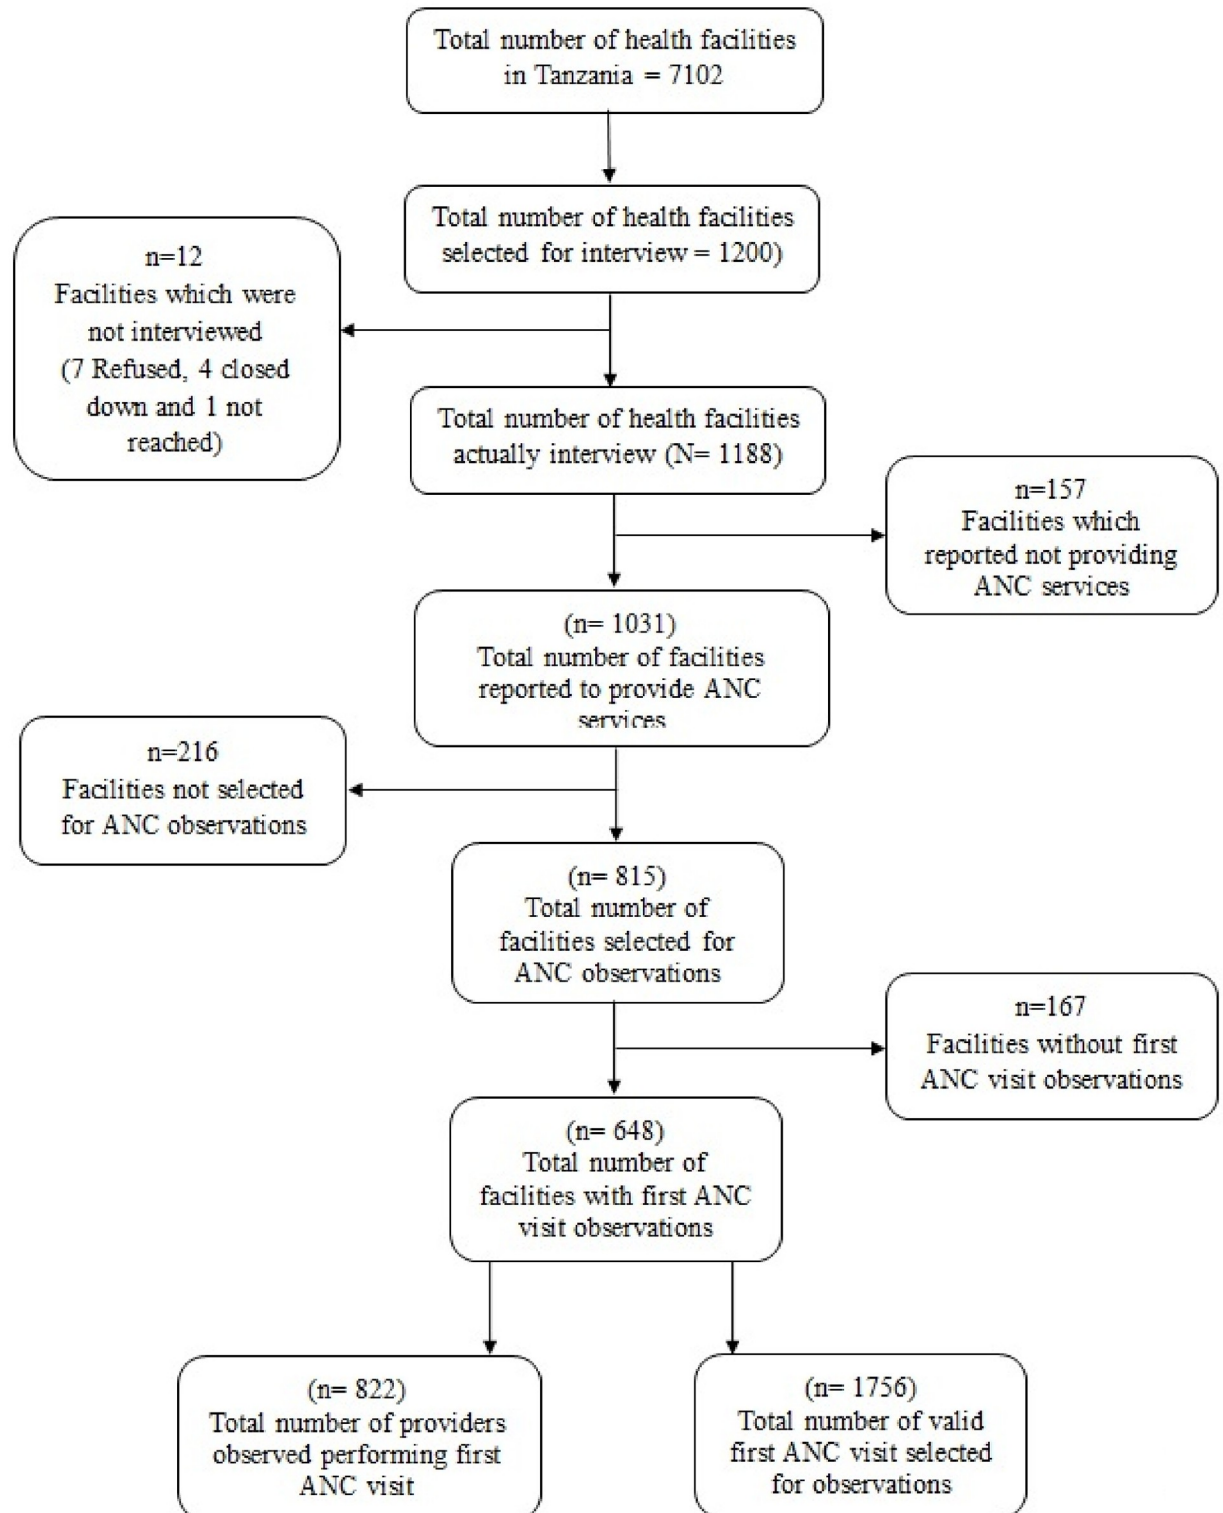 Total number of health facilities
in Tanzania = 7102
Total number of health facilities
selected for interview = 1200)
n=12
Facilities which were
not interviewed
(7 Refused, 4 closed
down and 1 not
reached)
Total number of health facilities
actually interview (N= 1188)
n=157
Facilities which
reported not providing
ANC services
(n= 1031)
Total number of facilities
reported to provide ANC
services
n=216
Facilities not selected
for ANC observations
(n= 815)
Total number of
facilities selected for
ANC observations
n=167
Facilities without first
ANC visit observations
(n= 648)
Total number of
facilities with first ANC
visit observations
(n= 822)
Total number of providers
observed performing first
ANC visit
(n= 1756)
Total number of valid
first ANC visit selected
for observations